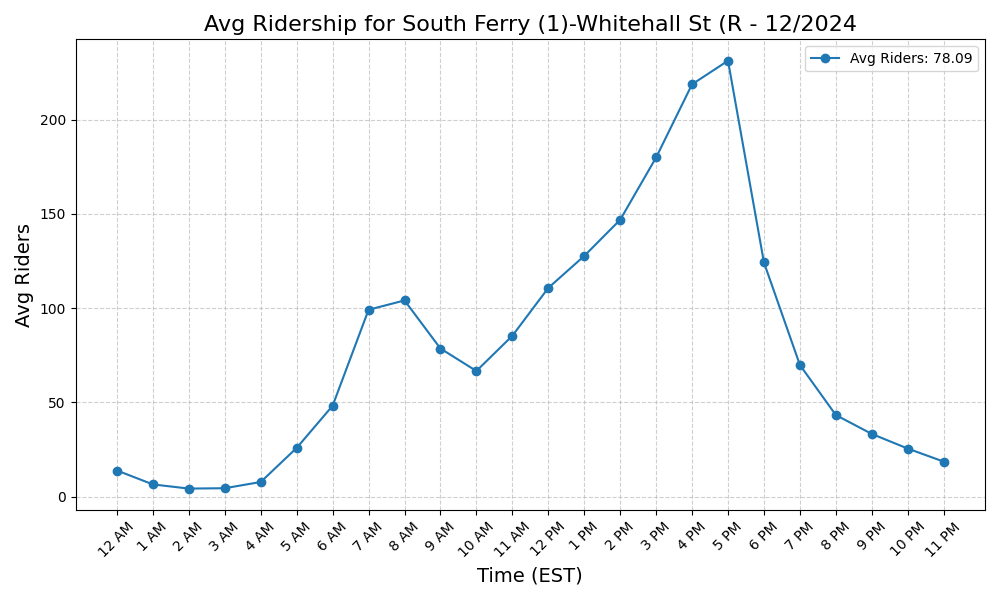 Avg Ridership for South Ferry (1)-Whitehall St (R - 12/2024
Avg Riders: 78.09
Avg Riders
200
150
100
50
0
12 AM
1 AM
2 AM
3 AM
4 AM
5 AM
6 AM
7 AM
8 AM
9 AM
10 AM
11 AM
12 PM
1 PM
2 PM
3 PM
4 PM
5 PM
6 PM
7 PM
8 PM
9 PM
10 PM
11 PM
Time (EST)